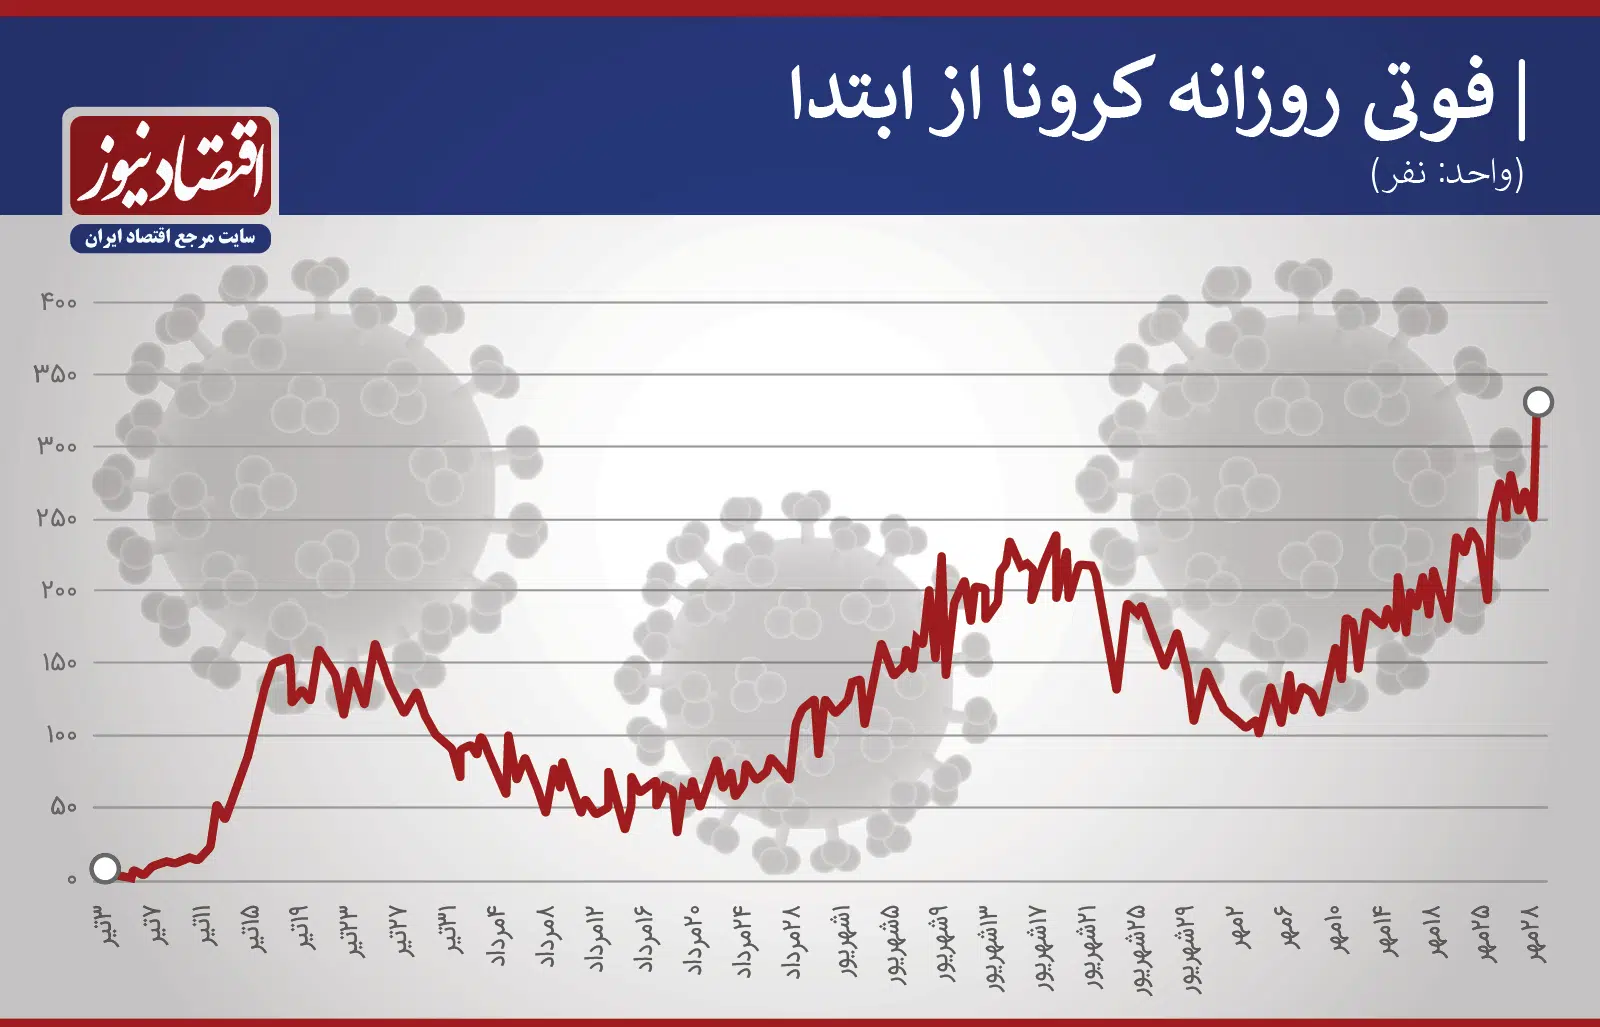 | فوتی روزانه کرونا از ابتدا
(واحد: نفر)
اقتصادنیوز
سایت مرجع اقتصاد ایران
۴۰۰
۳۵۰
۳۰۰
۲۵۰
۲۰۰
۱۵۰
۱۰۰
۵۰
۰
۳تیر
۷تیر
۱۱تیر
۱۵تیر
۱۹تیر
۲۳تیر
۲۷تیر
۳۱تیر
۴مرداد
۸مرداد
۱۲مرداد
۱۶مرداد
۲۰مرداد
۲۴مرداد
۲۸مرداد
۱شهریور
۵شهریور
۹شهریور
۱۳شهریور
۱۷شهریور
۲۱شهریور
۲۵شهریور
۲۹شهریور
۲مهر
۶مهر
۱۰مهر
۱۴مهر
۱۸مهر
۲۵مهر
۲۸مهر